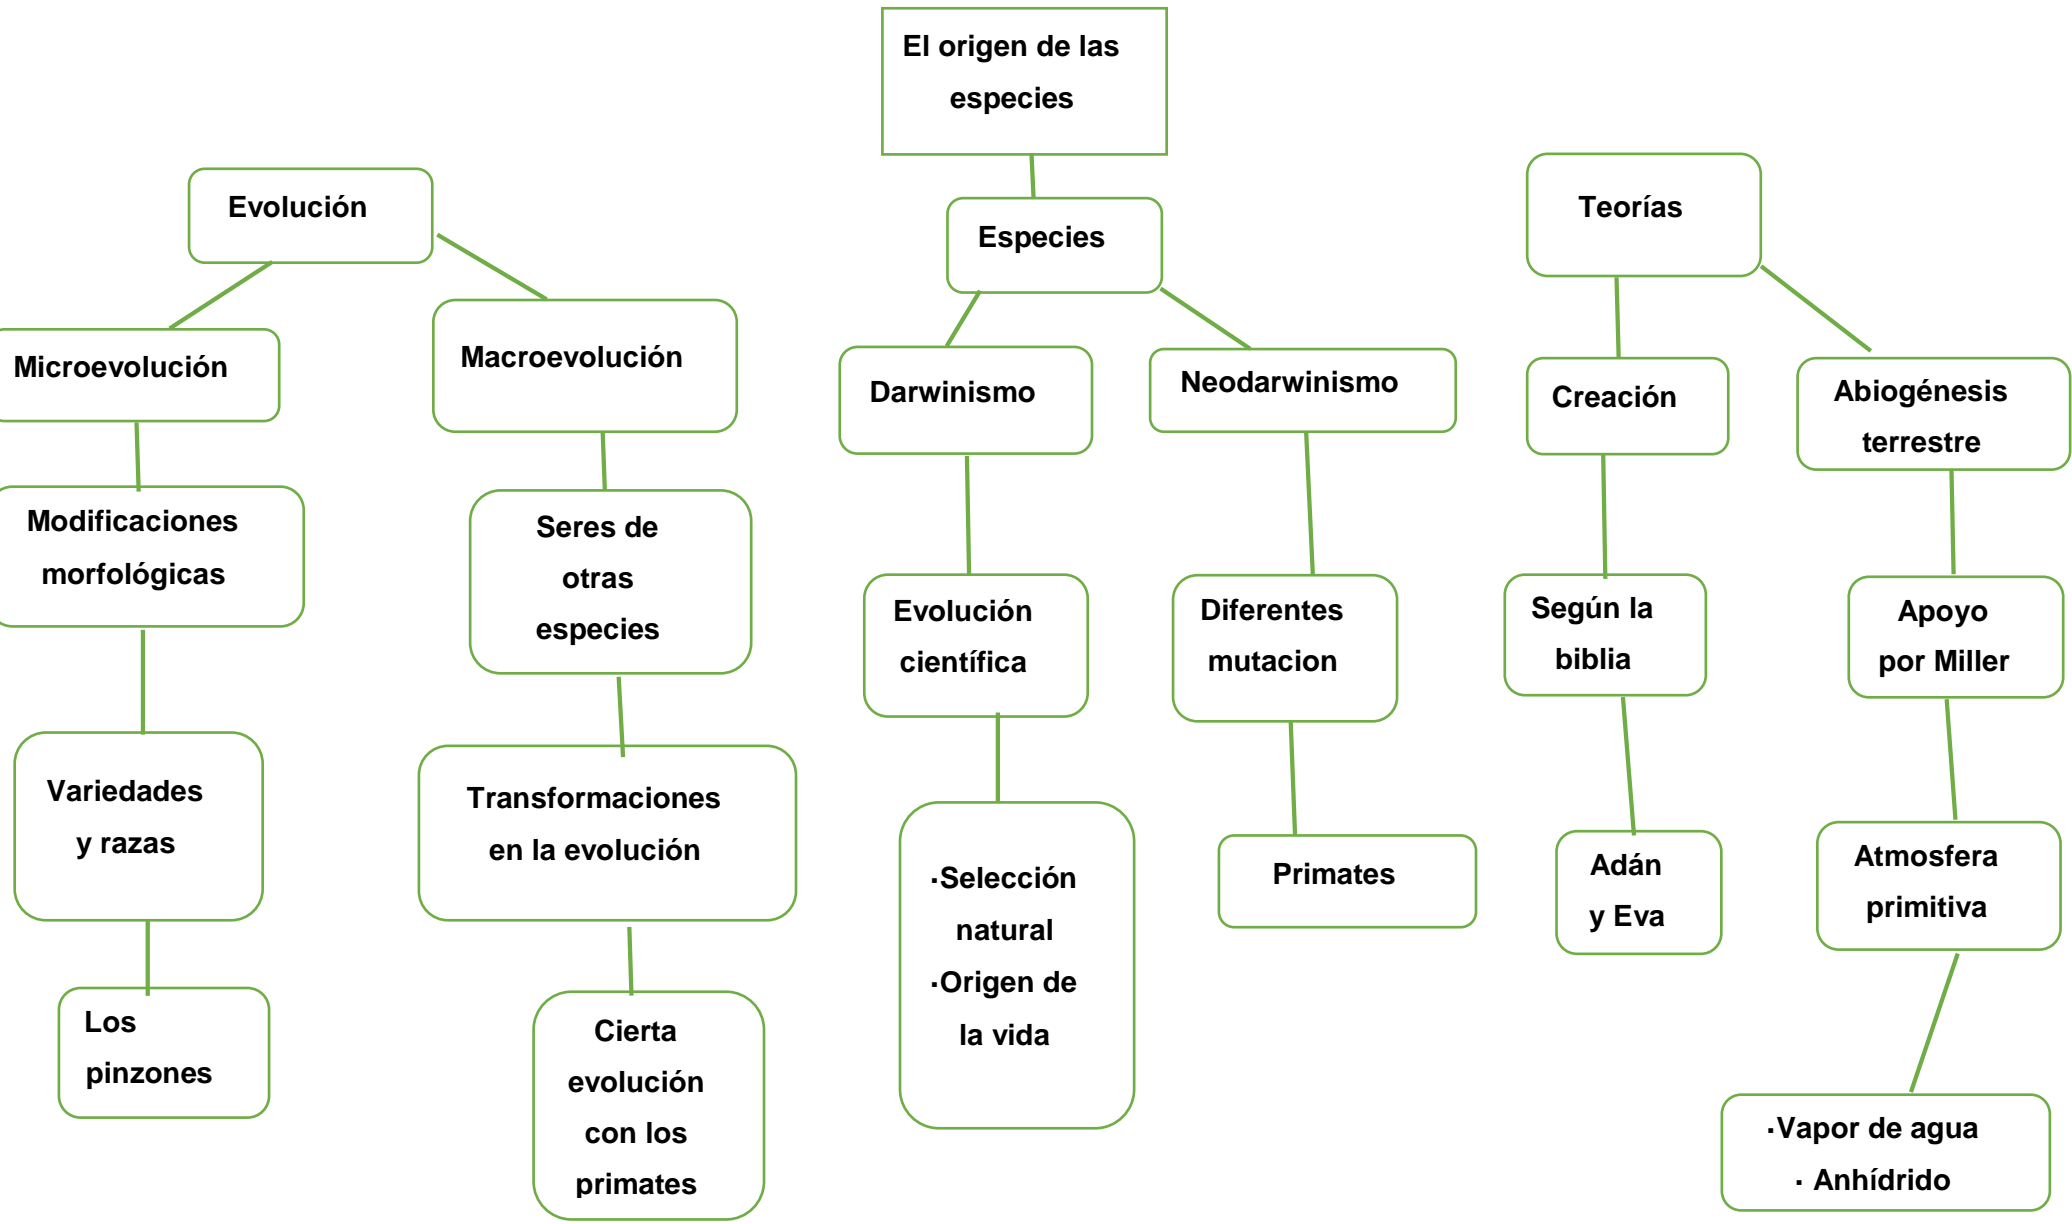 El origen de las
especies
Evolución
Especies
Teorías
Microevolución
Macroevolución
Darwinismo
Neodarwinismo
Creación
Abiogénesis
terrestre
Modificaciones
morfológicas
Seres de
otras
especies
Evolución
científica
Diferentes
mutacion
Según la
biblia
Apoyo
por Miller
Variedades
y razas
Transformaciones
en la evolución
·Selección
natural
·Origen de
la vida
Primates
Adán
y Eva
Atmosfera
primitiva
Los
pinzones
Cierta
evolución
con los
primates
·Vapor de agua
· Anhídrido